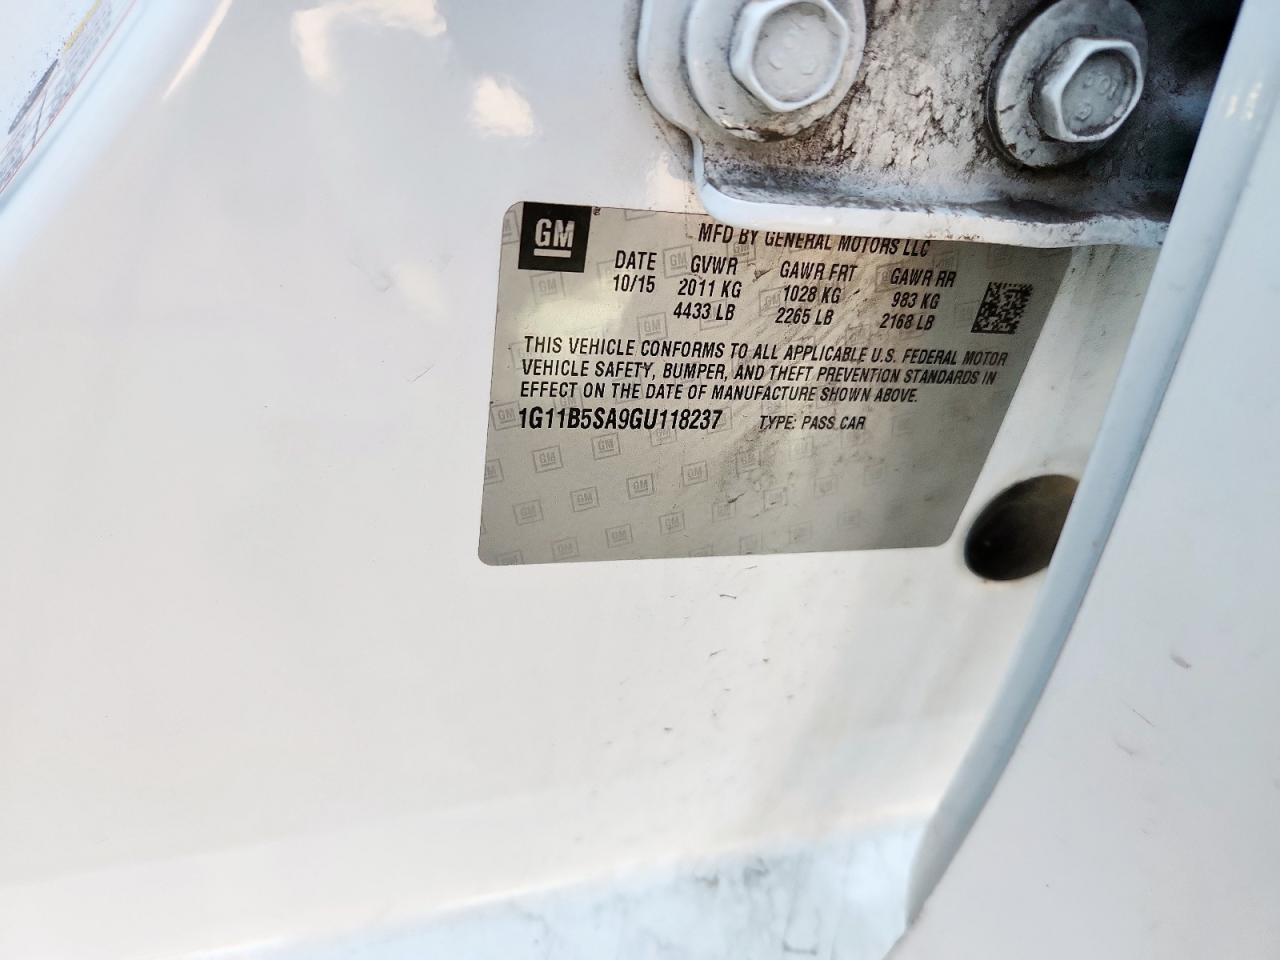 GM
MFD BY GENERAL MOTORS LLC
DATE GVWR GAWR FRT GAWR RR
10/15 2011 KG 1028 KG 983 KG
4433 LB 2265 LB 2168 LB
THIS VEHICLE CONFORMS TO ALL APPLICABLE U.S. FEDERAL MOTOR
VEHICLE SAFETY, BUMPER, AND THEFT PREVENTION STANDARDS IN
EFFECT ON THE DATE OF MANUFACTURE SHOWN ABOVE.
1G11B5SA9GU118237 TYPE: PASS CAR